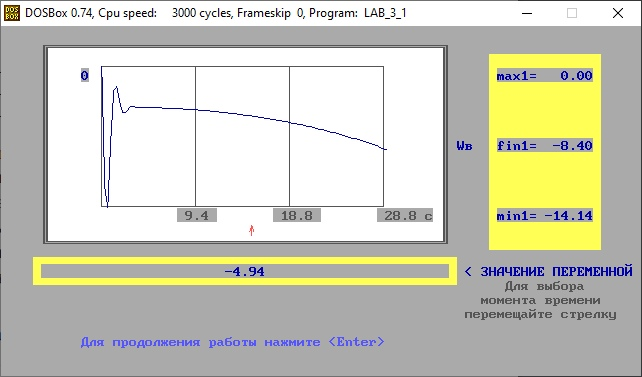 DOS BOX DOSBox 0.74, Cpu speed: 3000 cycles, Frameskip 0, Program: LAB_3_1
0
max1= 0.00
Wв
fin1= -8.40
min1= -14.14
9.4 18.8 28.8 с
-4.94
< ЗНАЧЕНИЕ ПЕРЕМЕННОЙ
Для выбора
момента времени
перемещайте стрелку
Для продолжения работы нажмите <Enter>